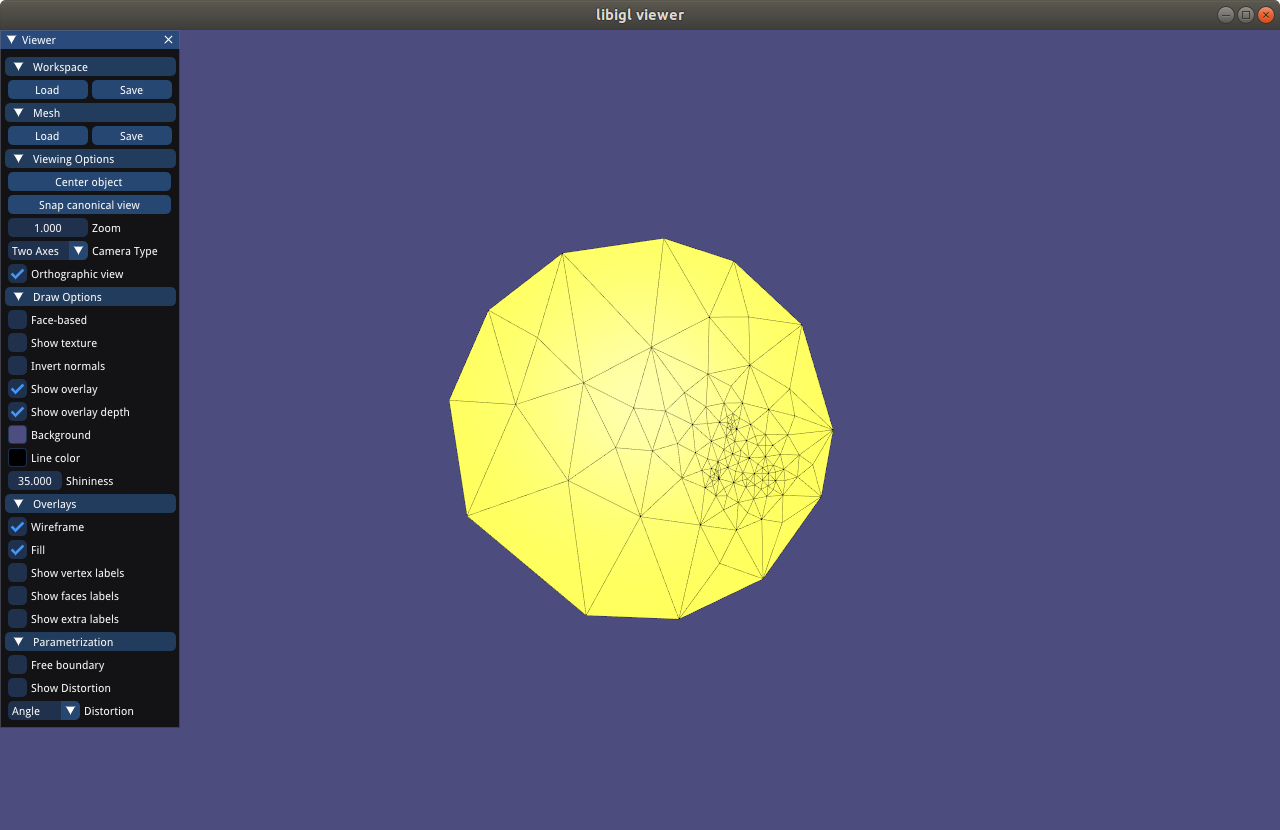 libigl viewer
Viewer
Workspace
Load Save
Mesh
Load Save
Viewing Options
Center object
Snap canonical view
1.000 Zoom
Two Axes Camera Type
Orthographic view
Draw Options
Face-based
Show texture
Invert normals
Show overlay
Show overlay depth
Background
Line color
35.000 Shininess
Overlays
Wireframe
Fill
Show vertex labels
Show faces labels
Show extra labels
Parametrization
Free boundary
Show Distortion
Angle Distortion